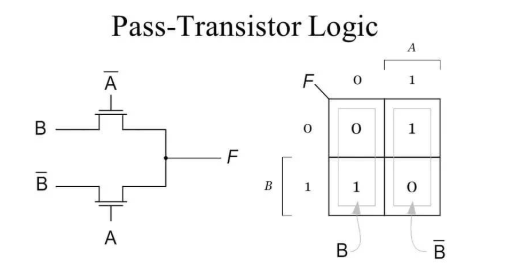 Pass-Transistor Logic
A
A̅
F 0 1
B
0 0 1
F
B̅
B 1 1 0
A
B B̅